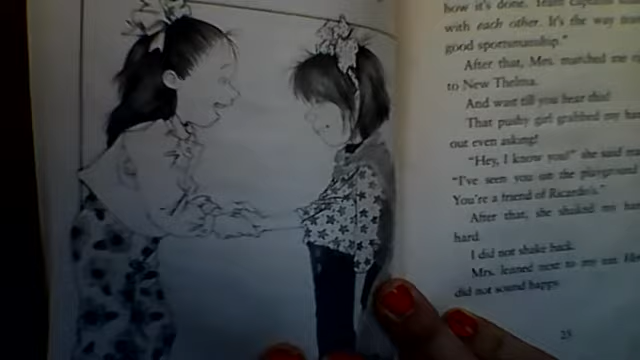 how it's done. Team captains
with each other. It's the way
good sportsmanship."
After that, Mrs. marched me
to New Thelma.
And wait till you hear this!
That pushy girl grabbed my
out even asking!
"Hey, I know you!" she said
"I've seen you on the playground
You're a friend of Ricardo's."
After that, she shaked my
hard.
I did not shake back.
Mrs. leaned next to my ear.
did not sound happy.
25